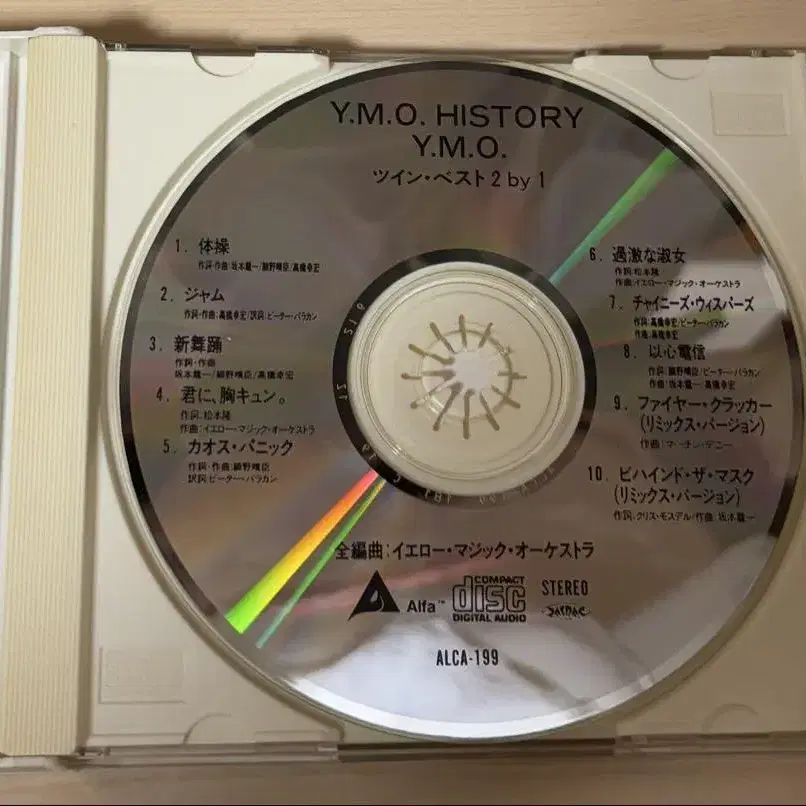 Y.M.O. HISTORY
Y.M.O.
ツイン・ベスト2 by 1
1. 体操
作詞・作曲:坂本龍一/細野晴臣/高橋幸宏
2. ジャム
作詞・作曲:高橋幸宏/訳詞:ピーター・バラカン
3. 新舞踊
作詞・作曲
坂本龍一/細野晴臣/高橋幸宏
4. 君に、胸キュン。
作詞:松本隆
作曲:イエロー・マジック・オーケストラ
5. カオス・パニック
作詞・作曲:細野晴臣
訳詞:ピーター・バラカン
6. 過激な淑女
作詞:松本隆
作曲:イエロー・マジック・オーケストラ
7. チャイニーズ・ウィスパーズ
作詞:高橋幸宏/ピーター・バラカン
作曲:高橋幸宏
8. 以心電信
作詞:細野晴臣/ピーター・バラカン
作曲:坂本龍一/高橋幸宏
9. ファイヤー・クラッカー
(リミックス・バージョン)
作曲:マーチン・デニー
10. ビハインド・ザ・マスク
(リミックス・バージョン)
作詞:クリス・モスデル/作曲:坂本龍一
全編曲:イエロー・マジック・オーケストラ
Alfa™
COMPACT
disc
DIGITAL AUDIO
STEREO
JASRAC
ALCA-199